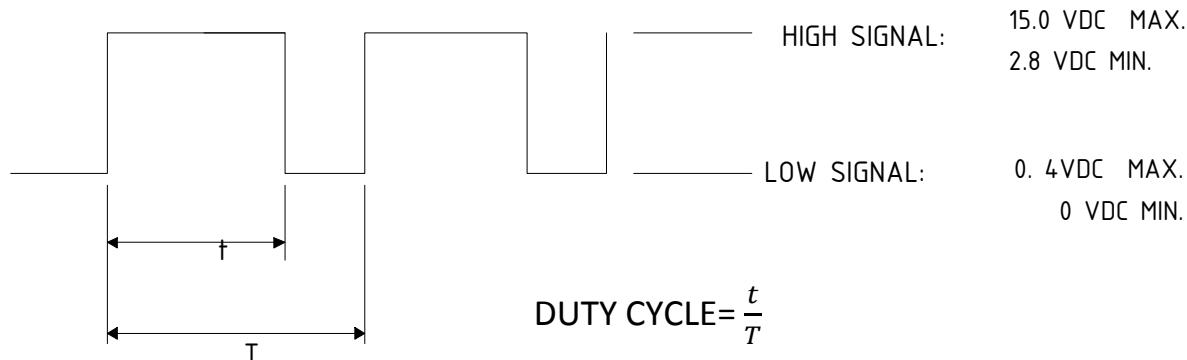 HIGH SIGNAL: 15.0 VDC MAX.
2.8 VDC MIN.
LOW SIGNAL: 0. 4VDC MAX.
0 VDC MIN.
t
T
DUTY CYCLE= t/T